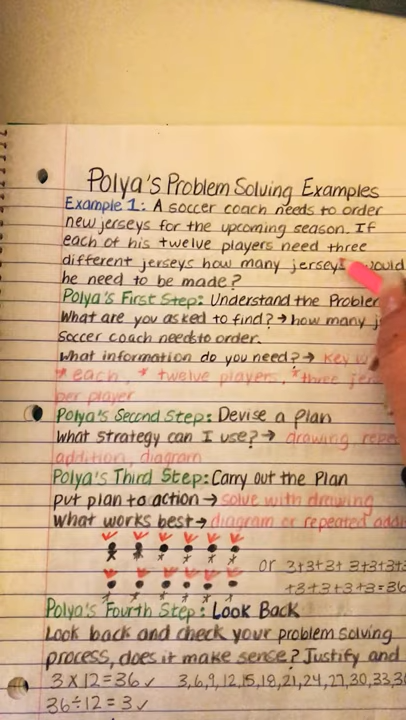 Polya's Problem Solving Examples
Example 1: A soccer coach needs to order
new jerseys for the upcoming season. If
each of his twelve players need three
different jerseys how many jerseys would
he need to be made?
Polya's First Step: Understand the
What are you asked to find?→ how many
soccer coach needs to order.
What information do you need?→ key
*each, * twelve players, *three
per player
Polya's Second Step: Devise a Plan
What strategy can I use?→ drawing,
addition, diagram
Polya's Third Step: Carry out the Plan
put plan to action → solve with drawing
What works best→ diagram or repeated
or 3+3+3+3+3+3+3
+3+3+3+3+3=36
Polya's Fourth Step: Look Back
Look back and check your problem solving
process, does it make sense? Justify and
3x12=36✓ 3,6,9,12,15,18,21,24,27,30,33,
36÷12=3✓